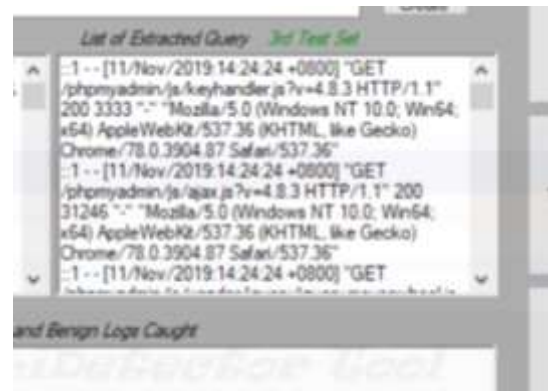 List of Extracted Query 3rd Test Set
::1 - - [11/Nov/2019:14:24:24 +0800] "GET
/phpmyadmin/js/keyhandler.js?v=4.8.3 HTTP/1.1"
200 3333 "-" "Mozilla/5.0 (Windows NT 10.0; Win64;
x64) AppleWebKit/537.36 (KHTML, like Gecko)
Chrome/78.0.3904.87 Safari/537.36"
::1 - - [11/Nov/2019:14:24:24 +0800] "GET
/phpmyadmin/js/ajax.js?v=4.8.3 HTTP/1.1" 200
31246 "-" "Mozilla/5.0 (Windows NT 10.0; Win64;
x64) AppleWebKit/537.36 (KHTML, like Gecko)
Chrome/78.0.3904.87 Safari/537.36"
::1 - - [11/Nov/2019:14:24:24 +0800] "GET
and Benign Logs Caught
Detector Tool